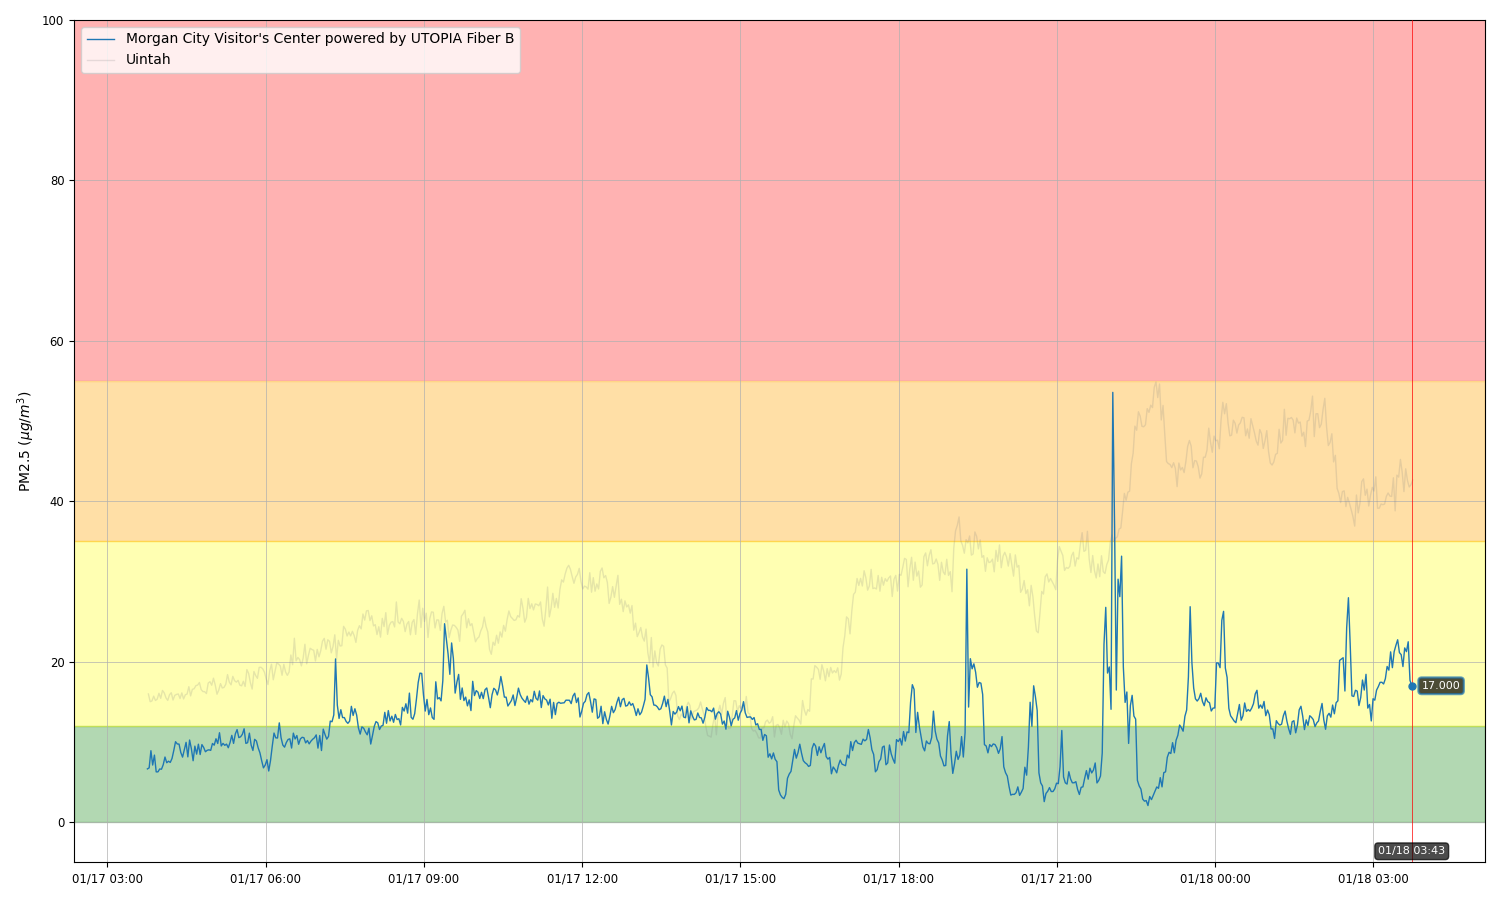 100
Morgan City Visitor's Center powered by UTOPIA Fiber B
Uintah
80
60
PM2.5 (μg/m³)
40
20
17.000
0
01/18 03:43
01/17 03:00 01/17 06:00 01/17 09:00 01/17 12:00 01/17 15:00 01/17 18:00 01/17 21:00 01/18 00:00 01/18 03:00